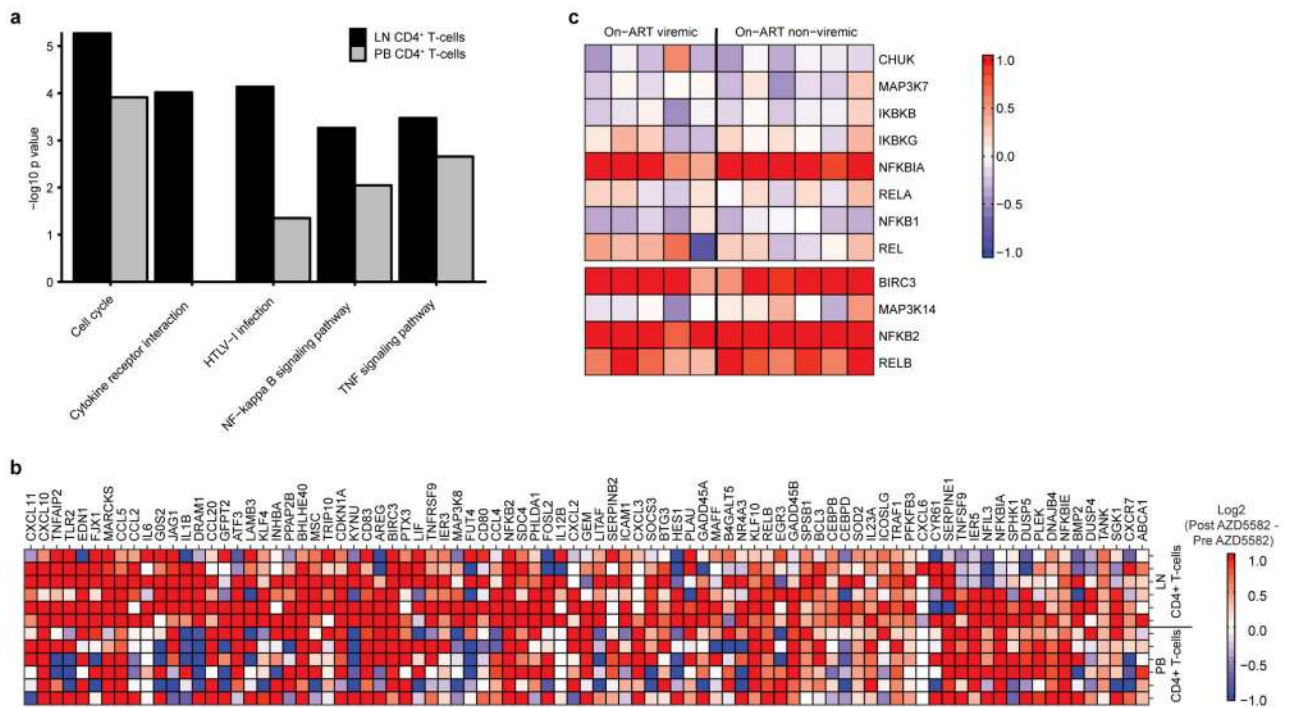 a
LN CD4⁺ T-cells
PB CD4⁺ T-cells
−log10 p value
5
4
3
2
1
0
Cell cycle
Cytokine receptor interaction
HTLV−I infection
NF−kappa B signaling pathway
TNF signaling pathway
c
On-ART viremic
On-ART non-viremic
CHUK
MAP3K7
IKBKB
IKBKG
NFKBIA
RELA
NFKB1
REL
BIRC3
MAP3K14
NFKB2
RELB
1.0
0.5
0.0
−0.5
−1.0
b
CXCL11
CXCL10
TNFAIP2
TLR2
EDN1
FJX1
MARCKS
CCL5
CCL2
IL6
G0S2
JAG1
IL1B
DRAM1
CCL20
GFPT2
ATF3
LAMB3
KLF4
INHBA
PPAP2B
BHLHE40
MSC
TRIP10
CDKN1A
KYNU
CD83
AREG
BIRC3
PTX3
LIF
TNFRSF9
IER3
MAP3K8
FUT4
CD80
CCL4
NFKB2
SDC4
PHLDA1
FOSL2
IL12B
CXCL2
GEM
LITAF
SERPINB2
ICAM1
CXCL3
SOCS3
BTG3
HES1
PLAU
GADD45A
MAFF
B4GALT5
NR4A3
KLF10
RELB
EGR3
GADD45B
SPSB1
BCL3
CEBPB
CEBPD
SOD2
IL23A
ICOSLG
TRAF1
PFKFB3
CXCL6
CYR61
SERPINE1
TNFSF9
IER5
NFIL3
NFKBIA
SPHK1
DUSP5
PLEK
DNAJB4
NFKBIE
BMP2
DUSP4
TANK
SGK1
CXCR7
ABCA1
LN
CD4+ T-cells
PB
CD4+ T-cells
Log2
(Post AZD5582 -
Pre AZD5582)
1.0
0.5
0.0
−0.5
−1.0